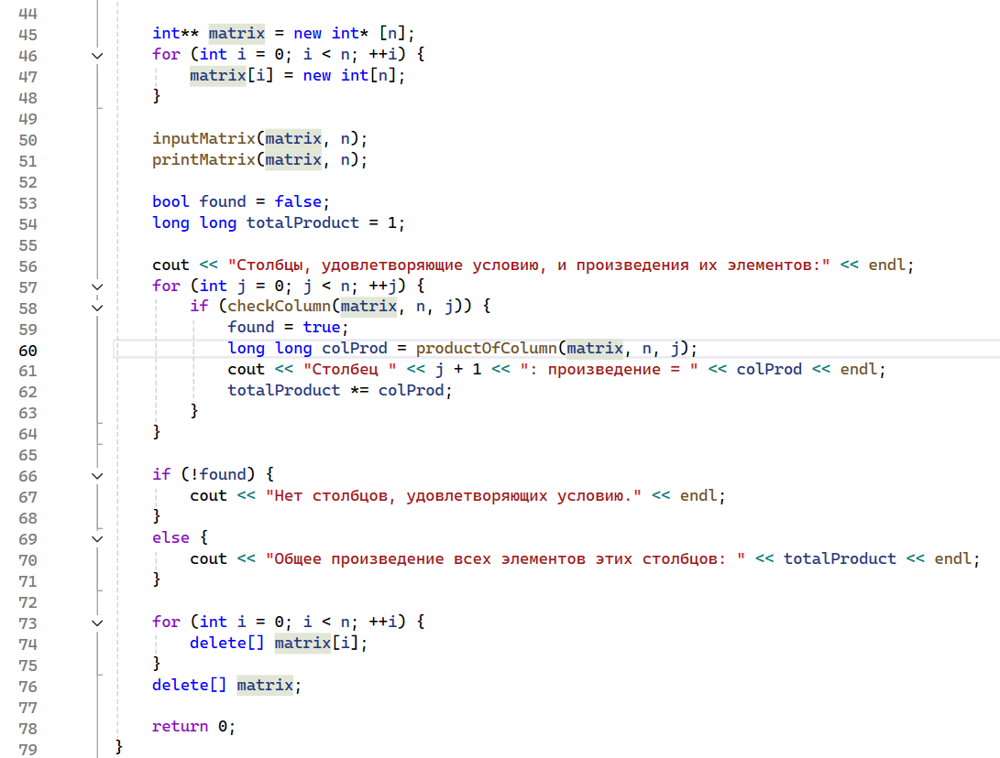 44
45 int** matrix = new int* [n];
46 for (int i = 0; i < n; ++i) {
47 matrix[i] = new int[n];
48 }
49
50 inputMatrix(matrix, n);
51 printMatrix(matrix, n);
52
53 bool found = false;
54 long long totalProduct = 1;
55
56 cout << "Столбцы, удовлетворяющие условию, и произведения их элементов:" << endl;
57 for (int j = 0; j < n; ++j) {
58 if (checkColumn(matrix, n, j)) {
59 found = true;
60 long long colProd = productOfColumn(matrix, n, j);
61 cout << "Столбец " << j + 1 << ": произведение = " << colProd << endl;
62 totalProduct *= colProd;
63 }
64 }
65
66 if (!found) {
67 cout << "Нет столбцов, удовлетворяющих условию." << endl;
68 }
69 else {
70 cout << "Общее произведение всех элементов этих столбцов: " << totalProduct << endl;
71 }
72
73 for (int i = 0; i < n; ++i) {
74 delete[] matrix[i];
75 }
76 delete[] matrix;
77
78 return 0;
79 }